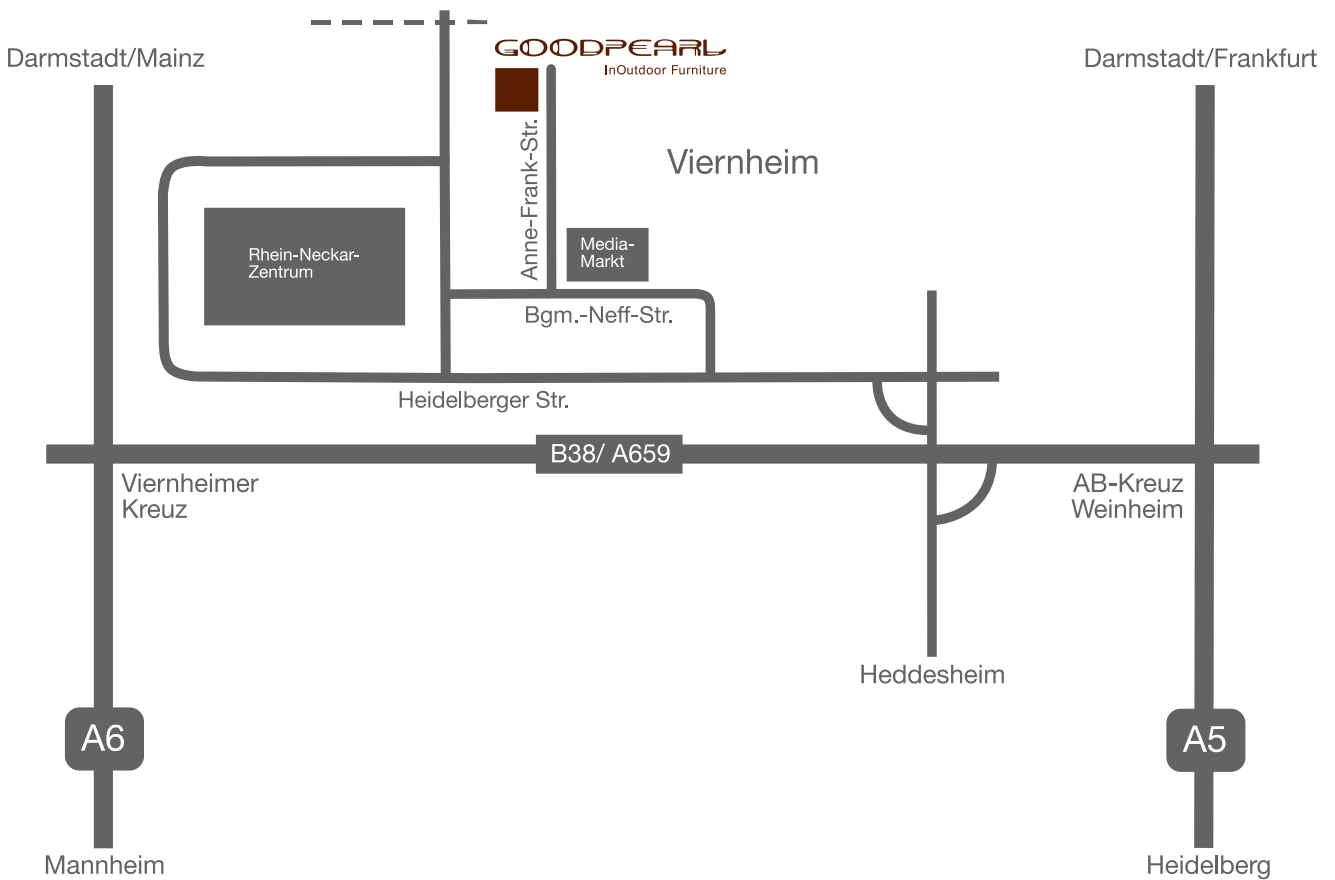 GOODPEARL
InOutdoor Furniture
Darmstadt/Mainz
Darmstadt/Frankfurt
Viernheim
Anne-Frank-Str.
Rhein-Neckar-
Zentrum
Media-
Markt
Bgm.-Neff-Str.
Heidelberger Str.
B38/ A659
Viernheimer
Kreuz
AB-Kreuz
Weinheim
Heddesheim
A6
A5
Mannheim
Heidelberg